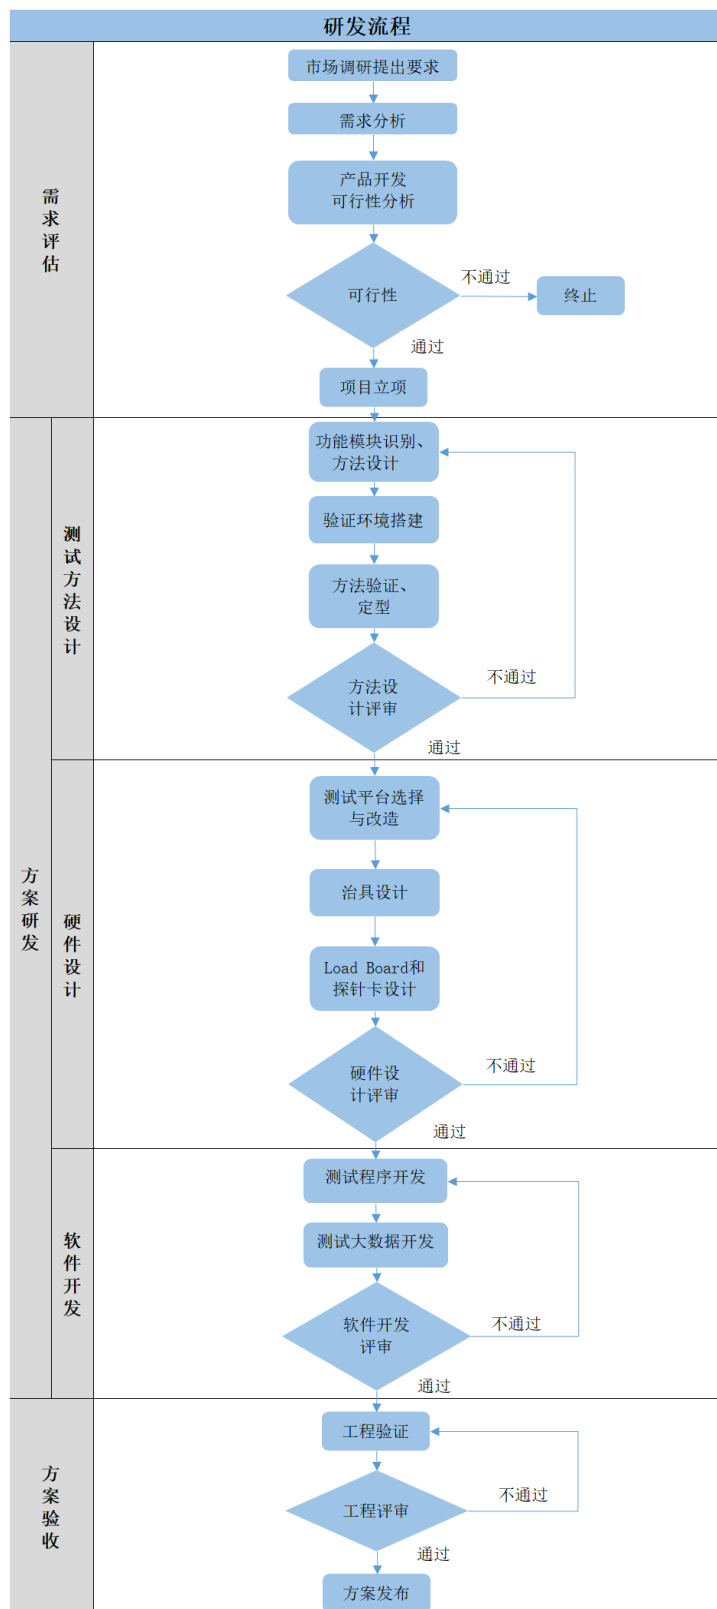 研发流程
需求评估
市场调研提出要求
需求分析
产品开发
可行性分析
可行性
不通过
终止
通过
项目立项
方案研发
测试方法设计
功能模块识别、
方法设计
验证环境搭建
方法验证、
定型
方法设
计评审
不通过
通过
硬件设计
测试平台选择
与改造
治具设计
Load Board和
探针卡设计
硬件设
计评审
不通过
通过
软件开发
测试程序开发
测试大数据开发
软件开发
评审
不通过
通过
方案验收
工程验证
工程评审
不通过
通过
方案发布